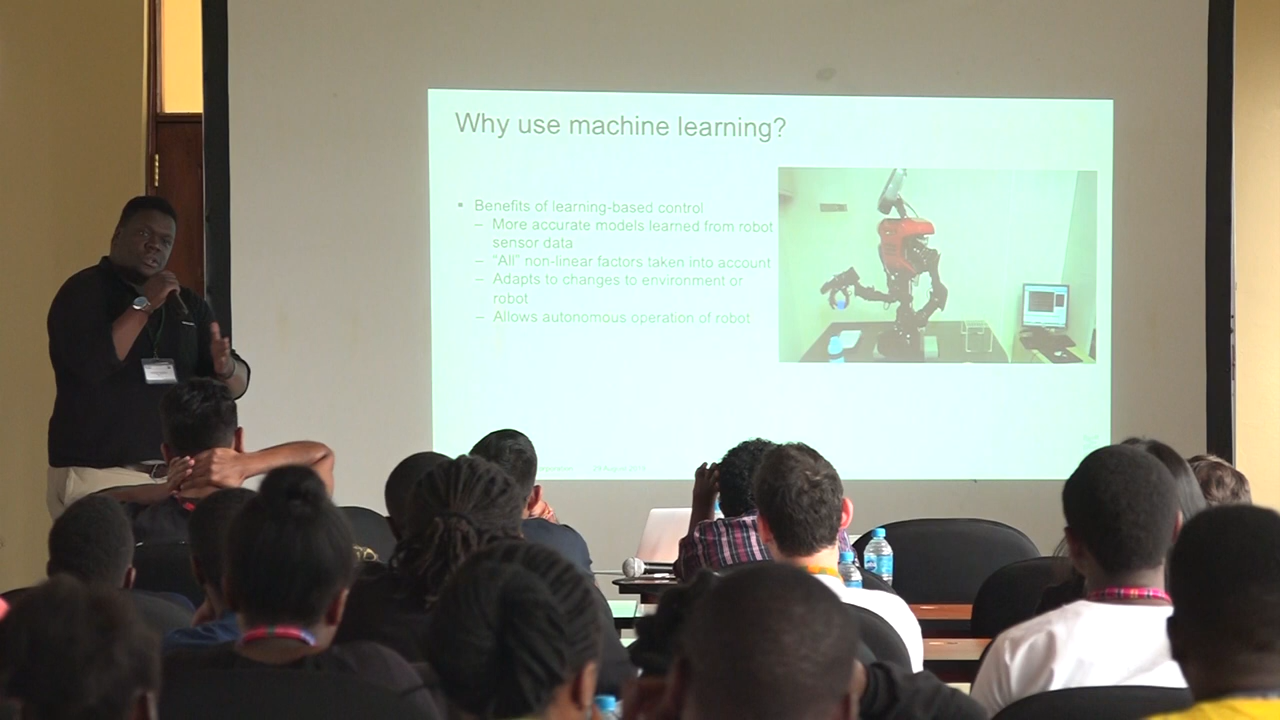 Why use machine learning?
▪ Benefits of learning-based control
– More accurate models learned from robot
sensor data
– "All" non-linear factors taken into account
– Adapts to changes to environment or
robot
– Allows autonomous operation of robot